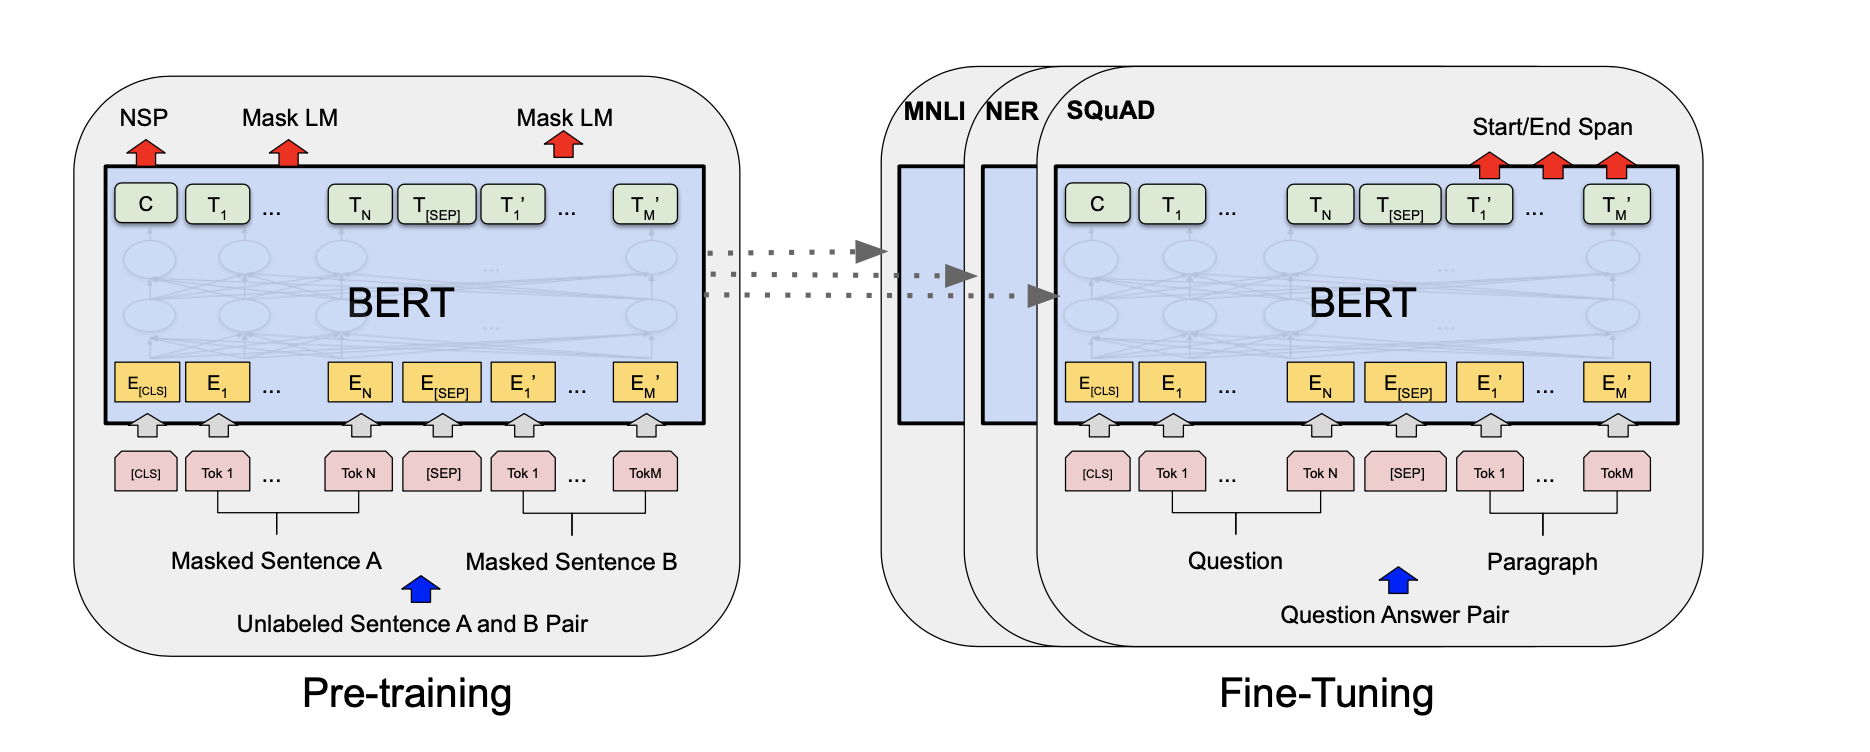 NSP Mask LM Mask LM
C T1 ... TN T[SEP] T1’ ... TM’
...
BERT
...
E[CLS] E1 ... EN E[SEP] E1’ ... EM’
[CLS] Tok 1 ... Tok N [SEP] Tok 1 ... TokM
Masked Sentence A Masked Sentence B
Unlabeled Sentence A and B Pair
Pre-training
MNLI NER SQuAD
Start/End Span
C T1 ... TN T[SEP] T1’ ... TM’
...
BERT
...
E[CLS] E1 ... EN E[SEP] E1’ ... EM’
[CLS] Tok 1 ... Tok N [SEP] Tok 1 ... TokM
Question Paragraph
Question Answer Pair
Fine-Tuning